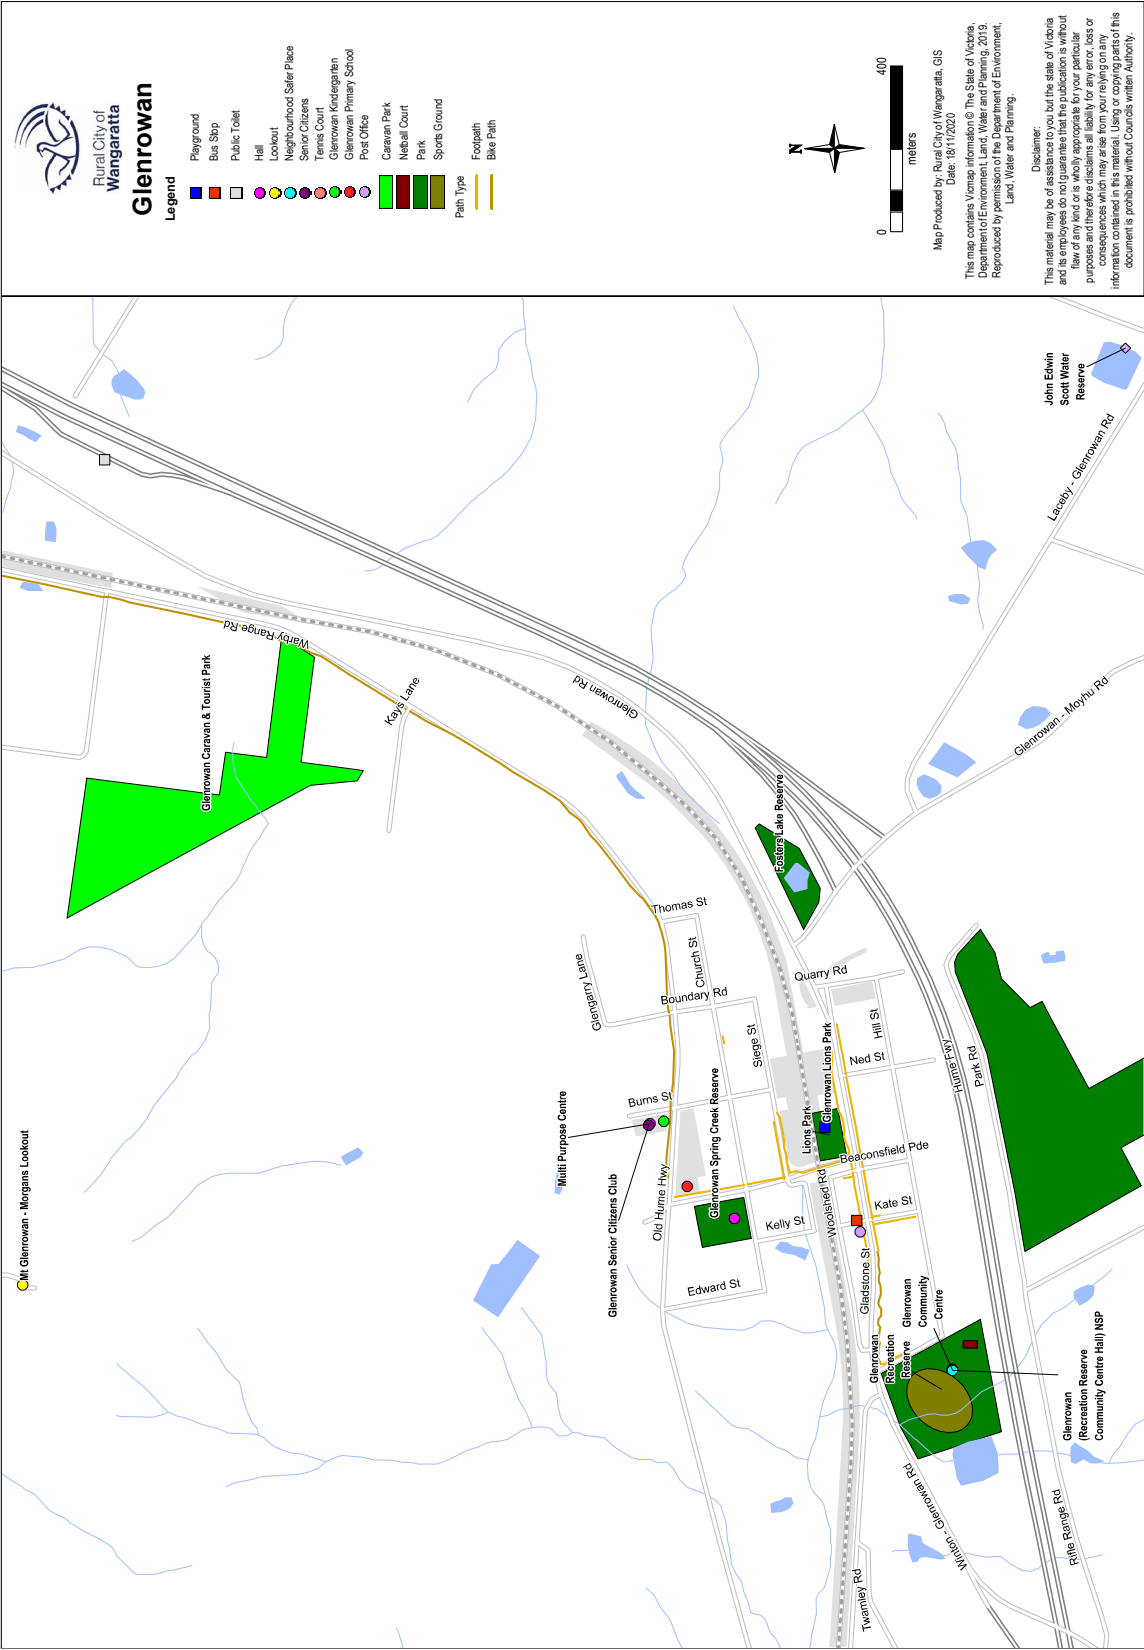 Rural City of
Wangaratta
Glenrowan
Legend
Playground
Bus Stop
Public Toilet
Hall
Lookout
Neighbourhood Safer Place
Senior Citizens
Tennis Court
Glenrowan Kindergarten
Glenrowan Primary School
Post Office
Caravan Park
Netball Court
Park
Sports Ground
Path Type
Footpath
Bike Path
N
0
400
meters
Map Produced by: Rural City of Wangaratta, GIS
Date: 18/11/2020
This map contains Vicmap information © The State of Victoria,
Department of Environment, Land, Water and Planning, 2019.
Reproduced by permission of the Department of Environment,
Land, Water and Planning.
Disclaimer:
This material may be of assistance to you but the state of Victoria
and its employees do not guarantee that the publication is without
flaw of any kind or is wholly appropriate for your particular
purposes and therefore disclaims all liability for any error, loss or
consequences which may arise from your relying on any
information contained in this material. Using or copying parts of this
document is prohibited without Councils written Authority.
John Edwin
Scott Water
Reserve
Laceby - Glenrowan Rd
Glenrowan - Moyhu Rd
Warby Range Rd
Glenrowan Caravan & Tourist Park
Kays Lane
Glenrowan Rd
Fosters Lake Reserve
Thomas St
Church St
Glengarry Lane
Boundary Rd
Quarry Rd
Siege St
Hill St
Ned St
Hume Fwy
Park Rd
Burns St
Multi Purpose Centre
Glenrowan Spring Creek Reserve
Glenrowan Lions Park
Lions Park
Beaconsfield Pde
Mt Glenrowan - Morgans Lookout
Glenrowan Senior Citizens Club
Old Hume Hwy
Kelly St
Woolshed Rd
Kate St
Edward St
Gladstone St
Glenrowan
Community
Centre
Glenrowan
Recreation
Reserve
Glenrowan
(Recreation Reserve
Community Centre Hall) NSP
Winton - Glenrowan Rd
Rifle Range Rd
Twamley Rd